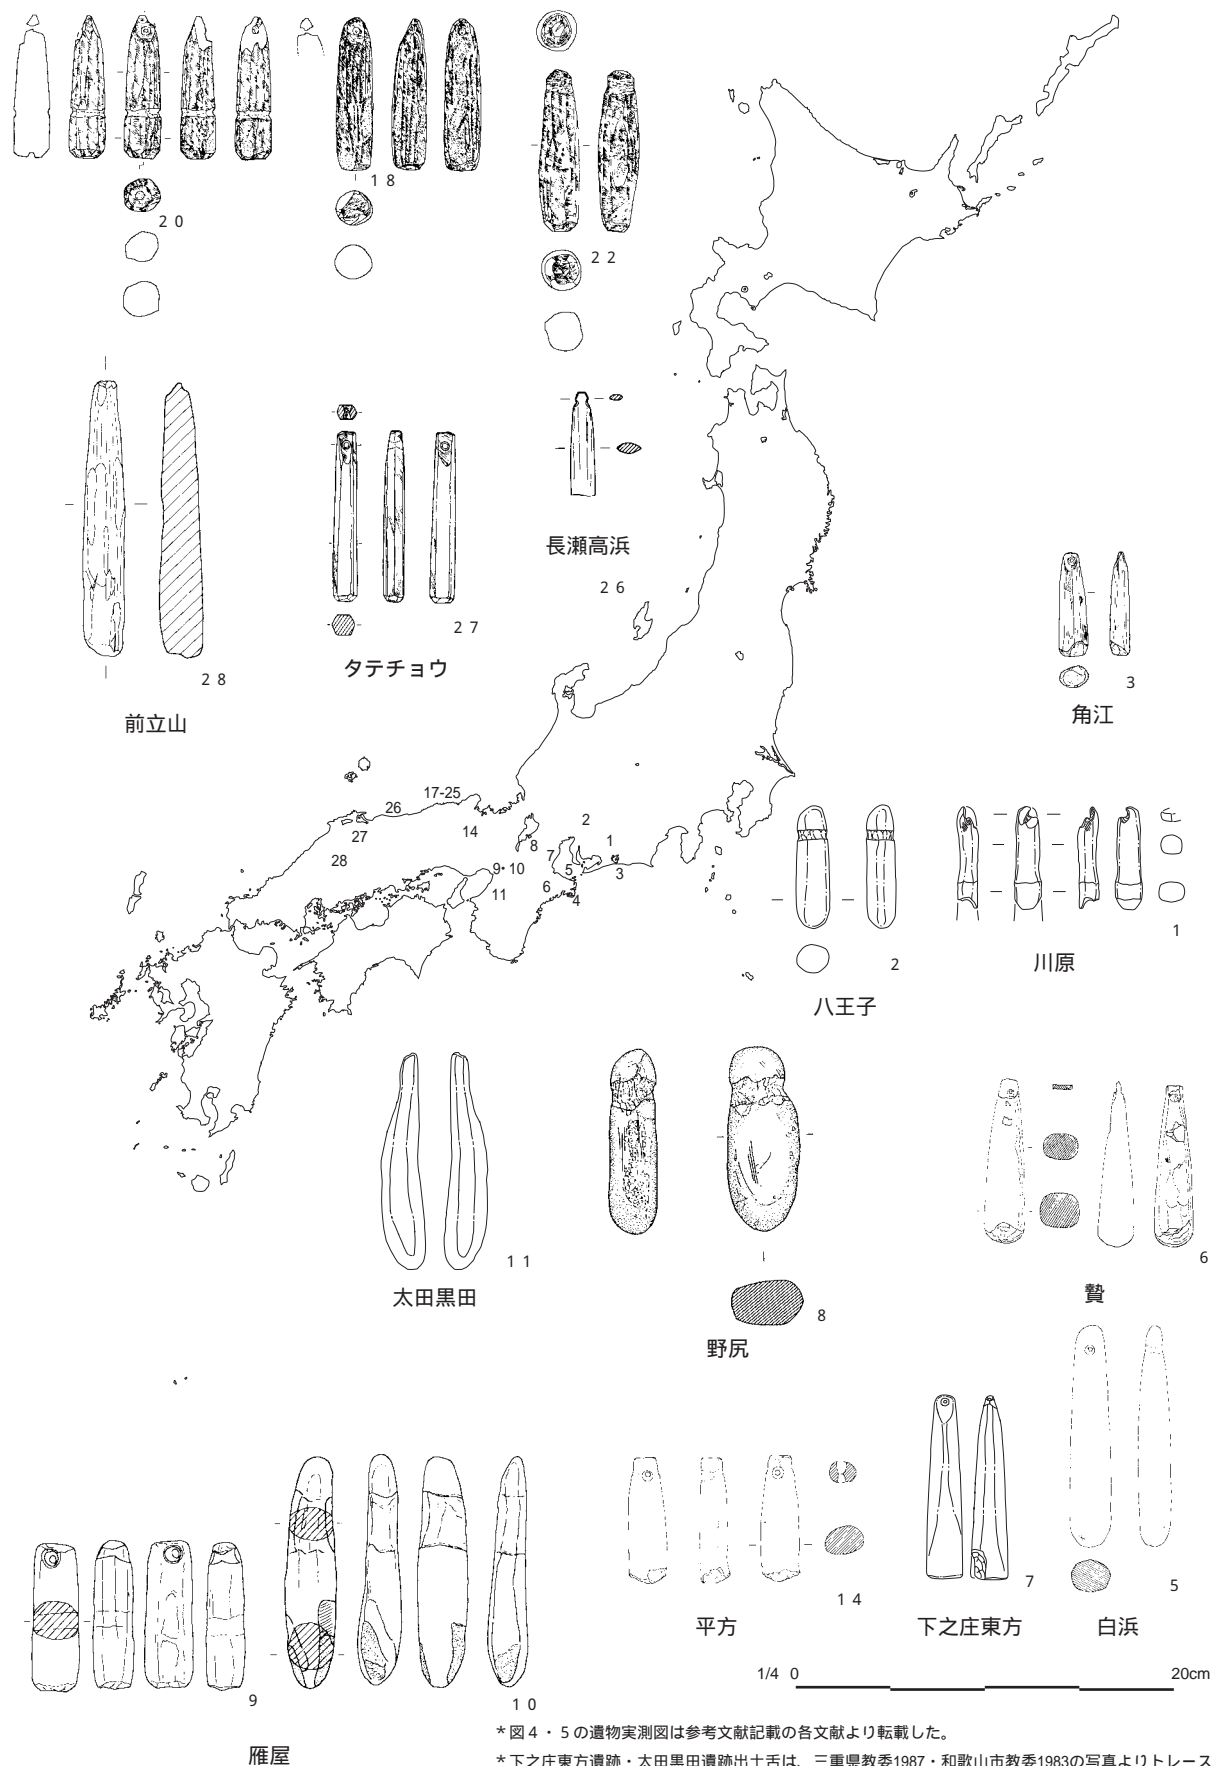 18
20
22
長瀬高浜
26
27
タテチョウ
28
前立山
3
角江
17-25
26
27
28
14
2
1
8
7
5
3
9・10
6
11
4
1
川原
2
八王子
11
太田黒田
8
野尻
6
贄
14
平方
7
下之庄東方
5
白浜
9
10
雁屋
1/4 0 20cm
*図4・5の遺物実測図は参考文献記載の各文献より転載した。
*下之庄東方遺跡・太田黒田遺跡出土舌は、三重県教委1987・和歌山市教委1983の写真よりトレース